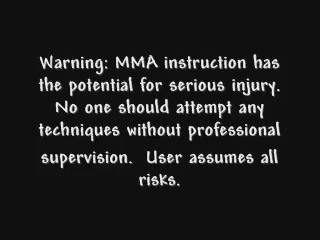 Warning: MMA instruction has
the potential for serious injury.
No one should attempt any
techniques without professional
supervision.  User assumes all
risks.